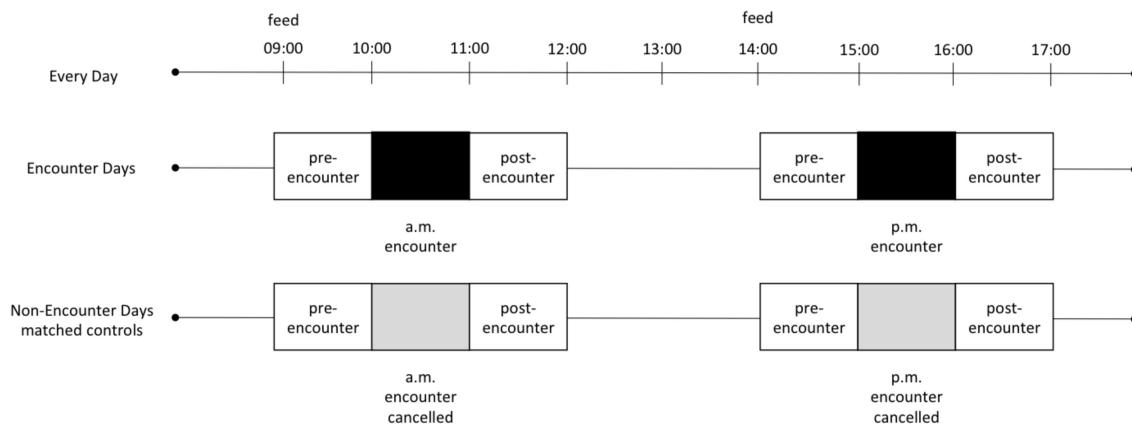 feed
feed
09:00 10:00 11:00 12:00 13:00 14:00 15:00 16:00 17:00
Every Day
Encounter Days
pre-
encounter
post-
encounter
pre-
encounter
post-
encounter
a.m.
encounter
p.m.
encounter
Non-Encounter Days
matched controls
pre-
encounter
post-
encounter
pre-
encounter
post-
encounter
a.m.
encounter
cancelled
p.m.
encounter
cancelled